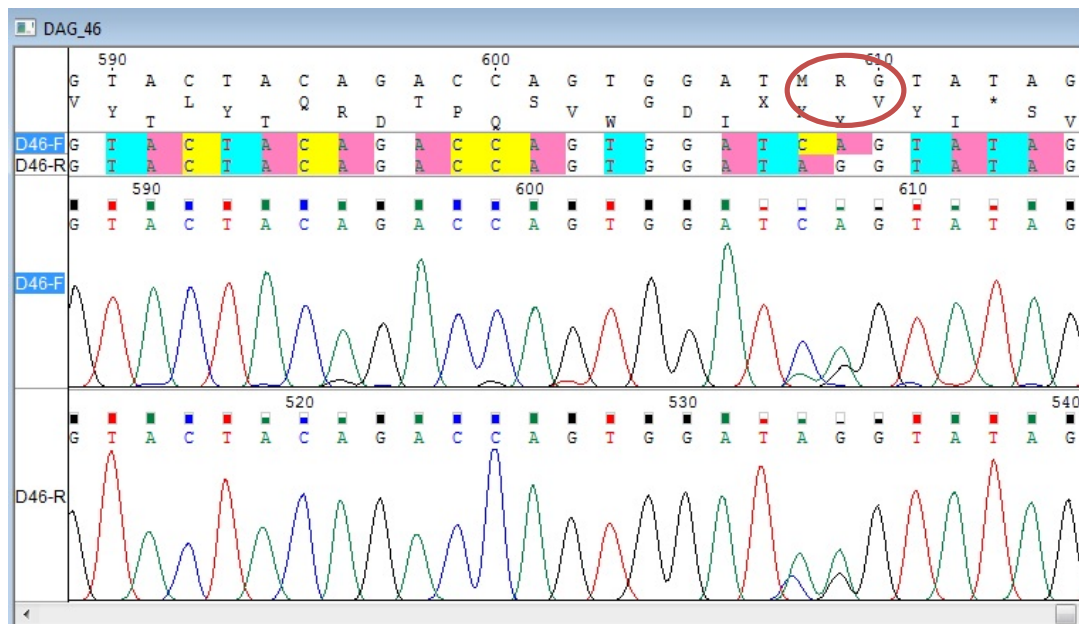 DAG_46
590 600 610
G T A C T A C A G A C C A G T G G A T M R G T A T A G
V L Q T S G X V *
Y Y R P V D Y Y S
T T D Q W I X I V
D46-F G T A C T A C A G A C C A G T G G A T C A G T A T A G
D46-R G T A C T A C A G A C C A G T G G A T A G G T A T A G
590 600 610
G T A C T A C A G A C C A G T G G A T C A G T A T A G
D46-F
520 530 540
G T A C T A C A G A C C A G T G G A T A G G T A T A G
D46-R